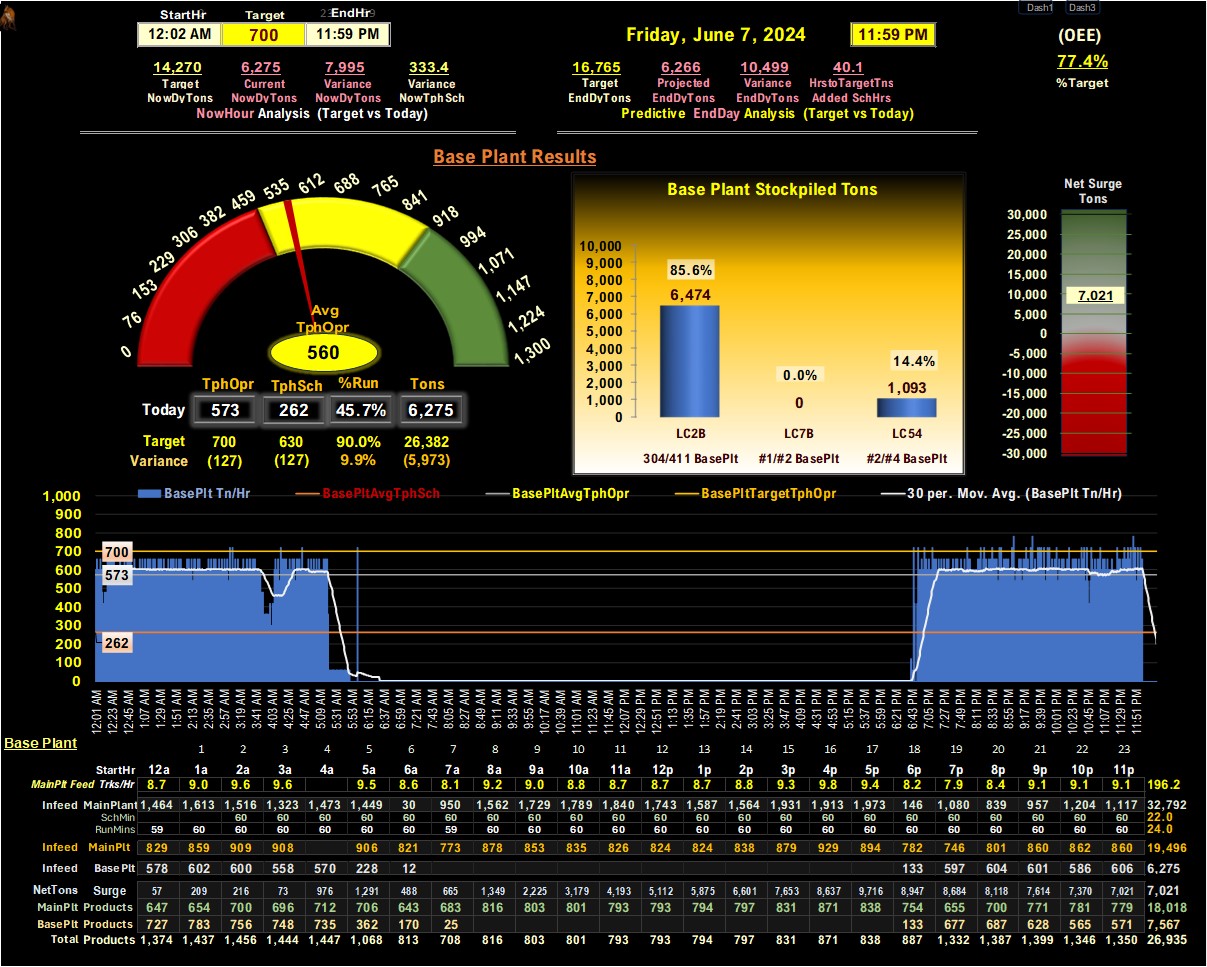 StartHr Target EndHr Dash1 Dash3
12:02 AM 700 11:59 PM Friday, June 7, 2024 11:59 PM (OEE)
14,270 6,275 7,995 333.4 16,765 6,266 10,499 40.1 77.4%
Target Current Variance Variance Target Projected Variance HrstoTargetTns %Target
NowDyTons NowDyTons NowDyTons NowTphSch EndDyTons EndDyTons EndDyTons Added SchHrs
NowHour Analysis (Target vs Today) Predictive EndDay Analysis (Target vs Today)
Base Plant Results
0 76 153 229 306 382 459 535 612 688 765 841 918 994 1,071 1,147 1,224 1,300
Avg
TphOpr
560
TphOpr TphSch %Run Tons
Today 573 262 45.7% 6,275
Target 700 630 90.0% 26,382
Variance (127) (127) 9.9% (5,973)
Base Plant Stockpiled Tons
10,000
9,000
8,000
7,000
6,000
5,000
4,000
3,000
2,000
1,000
0
85.6%
6,474
0.0%
0
14.4%
1,093
LC2B LC7B LC54
304/411 BasePlt #1/#2 BasePlt #2/#4 BasePlt
Net Surge
Tons
30,000
25,000
20,000
15,000
10,000
5,000
0
-5,000
-10,000
-15,000
-20,000
-25,000
-30,000
7,021
BasePlt Tn/Hr BasePltAvgTphSch BasePltAvgTphOpr BasePltTargetTphOpr 30 per. Mov. Avg. (BasePlt Tn/Hr)
1,000
900
800
700
600
500
400
300
200
100
0
700
573
262
12:01 AM 12:23 AM 12:45 AM 1:07 AM 1:29 AM 1:51 AM 2:13 AM 2:35 AM 2:57 AM 3:19 AM 3:41 AM 4:03 AM 4:25 AM 4:47 AM 5:09 AM 5:31 AM 5:53 AM 6:15 AM 6:37 AM 6:59 AM 7:21 AM 7:43 AM 8:05 AM 8:27 AM 8:49 AM 9:11 AM 9:33 AM 9:55 AM 10:17 AM 10:39 AM 11:01 AM 11:23 AM 11:45 AM 12:07 PM 12:29 PM 12:51 PM 1:13 PM 1:35 PM 1:57 PM 2:19 PM 2:41 PM 3:03 PM 3:25 PM 3:47 PM 4:09 PM 4:31 PM 4:53 PM 5:15 PM 5:37 PM 5:59 PM 6:21 PM 6:43 PM 7:05 PM 7:27 PM 7:49 PM 8:11 PM 8:33 PM 8:55 PM 9:17 PM 9:39 PM 10:01 PM 10:23 PM 10:45 PM 11:07 PM 11:29 PM 11:51 PM
Base Plant 1 2 3 4 5 6 7 8 9 10 11 12 13 14 15 16 17 18 19 20 21 22 23
StartHr 12a 1a 2a 3a 4a 5a 6a 7a 8a 9a 10a 11a 12p 1p 2p 3p 4p 5p 6p 7p 8p 9p 10p 11p
MainPlt Feed Trks/Hr 8.7 9.0 9.6 9.6 9.5 8.6 8.1 9.2 9.0 8.8 8.7 8.7 8.7 8.8 9.3 9.8 9.4 8.2 7.9 8.4 9.1 9.1 9.1 196.2
Infeed MainPlant 1,464 1,613 1,516 1,323 1,473 1,449 30 950 1,562 1,729 1,789 1,840 1,743 1,587 1,564 1,931 1,913 1,973 146 1,080 839 957 1,204 1,117 32,792
SchMin 60 60 60 60 60 60 60 60 60 60 60 60 60 60 60 60 60 60 60 60 60 60 22.0
RunMins 59 60 60 60 60 60 60 59 60 60 60 60 60 60 60 60 60 60 60 60 60 60 60 60 24.0
Infeed MainPlt 829 859 909 908 906 821 773 878 853 835 826 824 824 838 879 929 894 782 746 801 860 862 860 19,496
Infeed BasePlt 578 602 600 558 570 228 12 133 597 604 601 586 606 6,275
NetTons Surge 57 209 216 73 976 1,291 488 665 1,349 2,225 3,179 4,193 5,112 5,875 6,601 7,653 8,637 9,716 8,947 8,684 8,118 7,614 7,370 7,021 7,021
MainPlt Products 647 654 700 696 712 706 643 683 816 803 801 793 793 794 797 831 871 838 754 655 700 771 781 779 18,018
BasePlt Products 727 783 756 748 735 362 170 25 133 677 687 628 565 571 7,567
Total Products 1,374 1,437 1,456 1,444 1,447 1,068 813 708 816 803 801 793 793 794 797 831 871 838 887 1,332 1,387 1,399 1,346 1,350 26,935